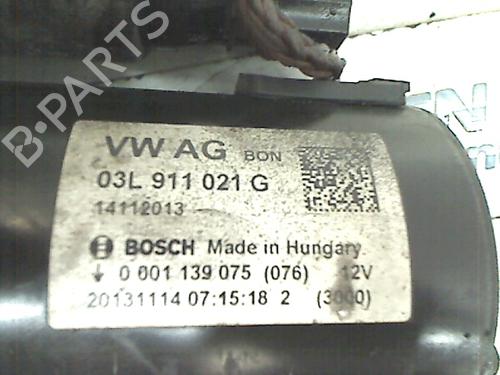 B-PARTS
VW AG BON
03L 911 021 G
14112013
BOSCH Made in Hungary
0 001 139 075 (076) 12V
20131114 07:15:18 2 (3000)